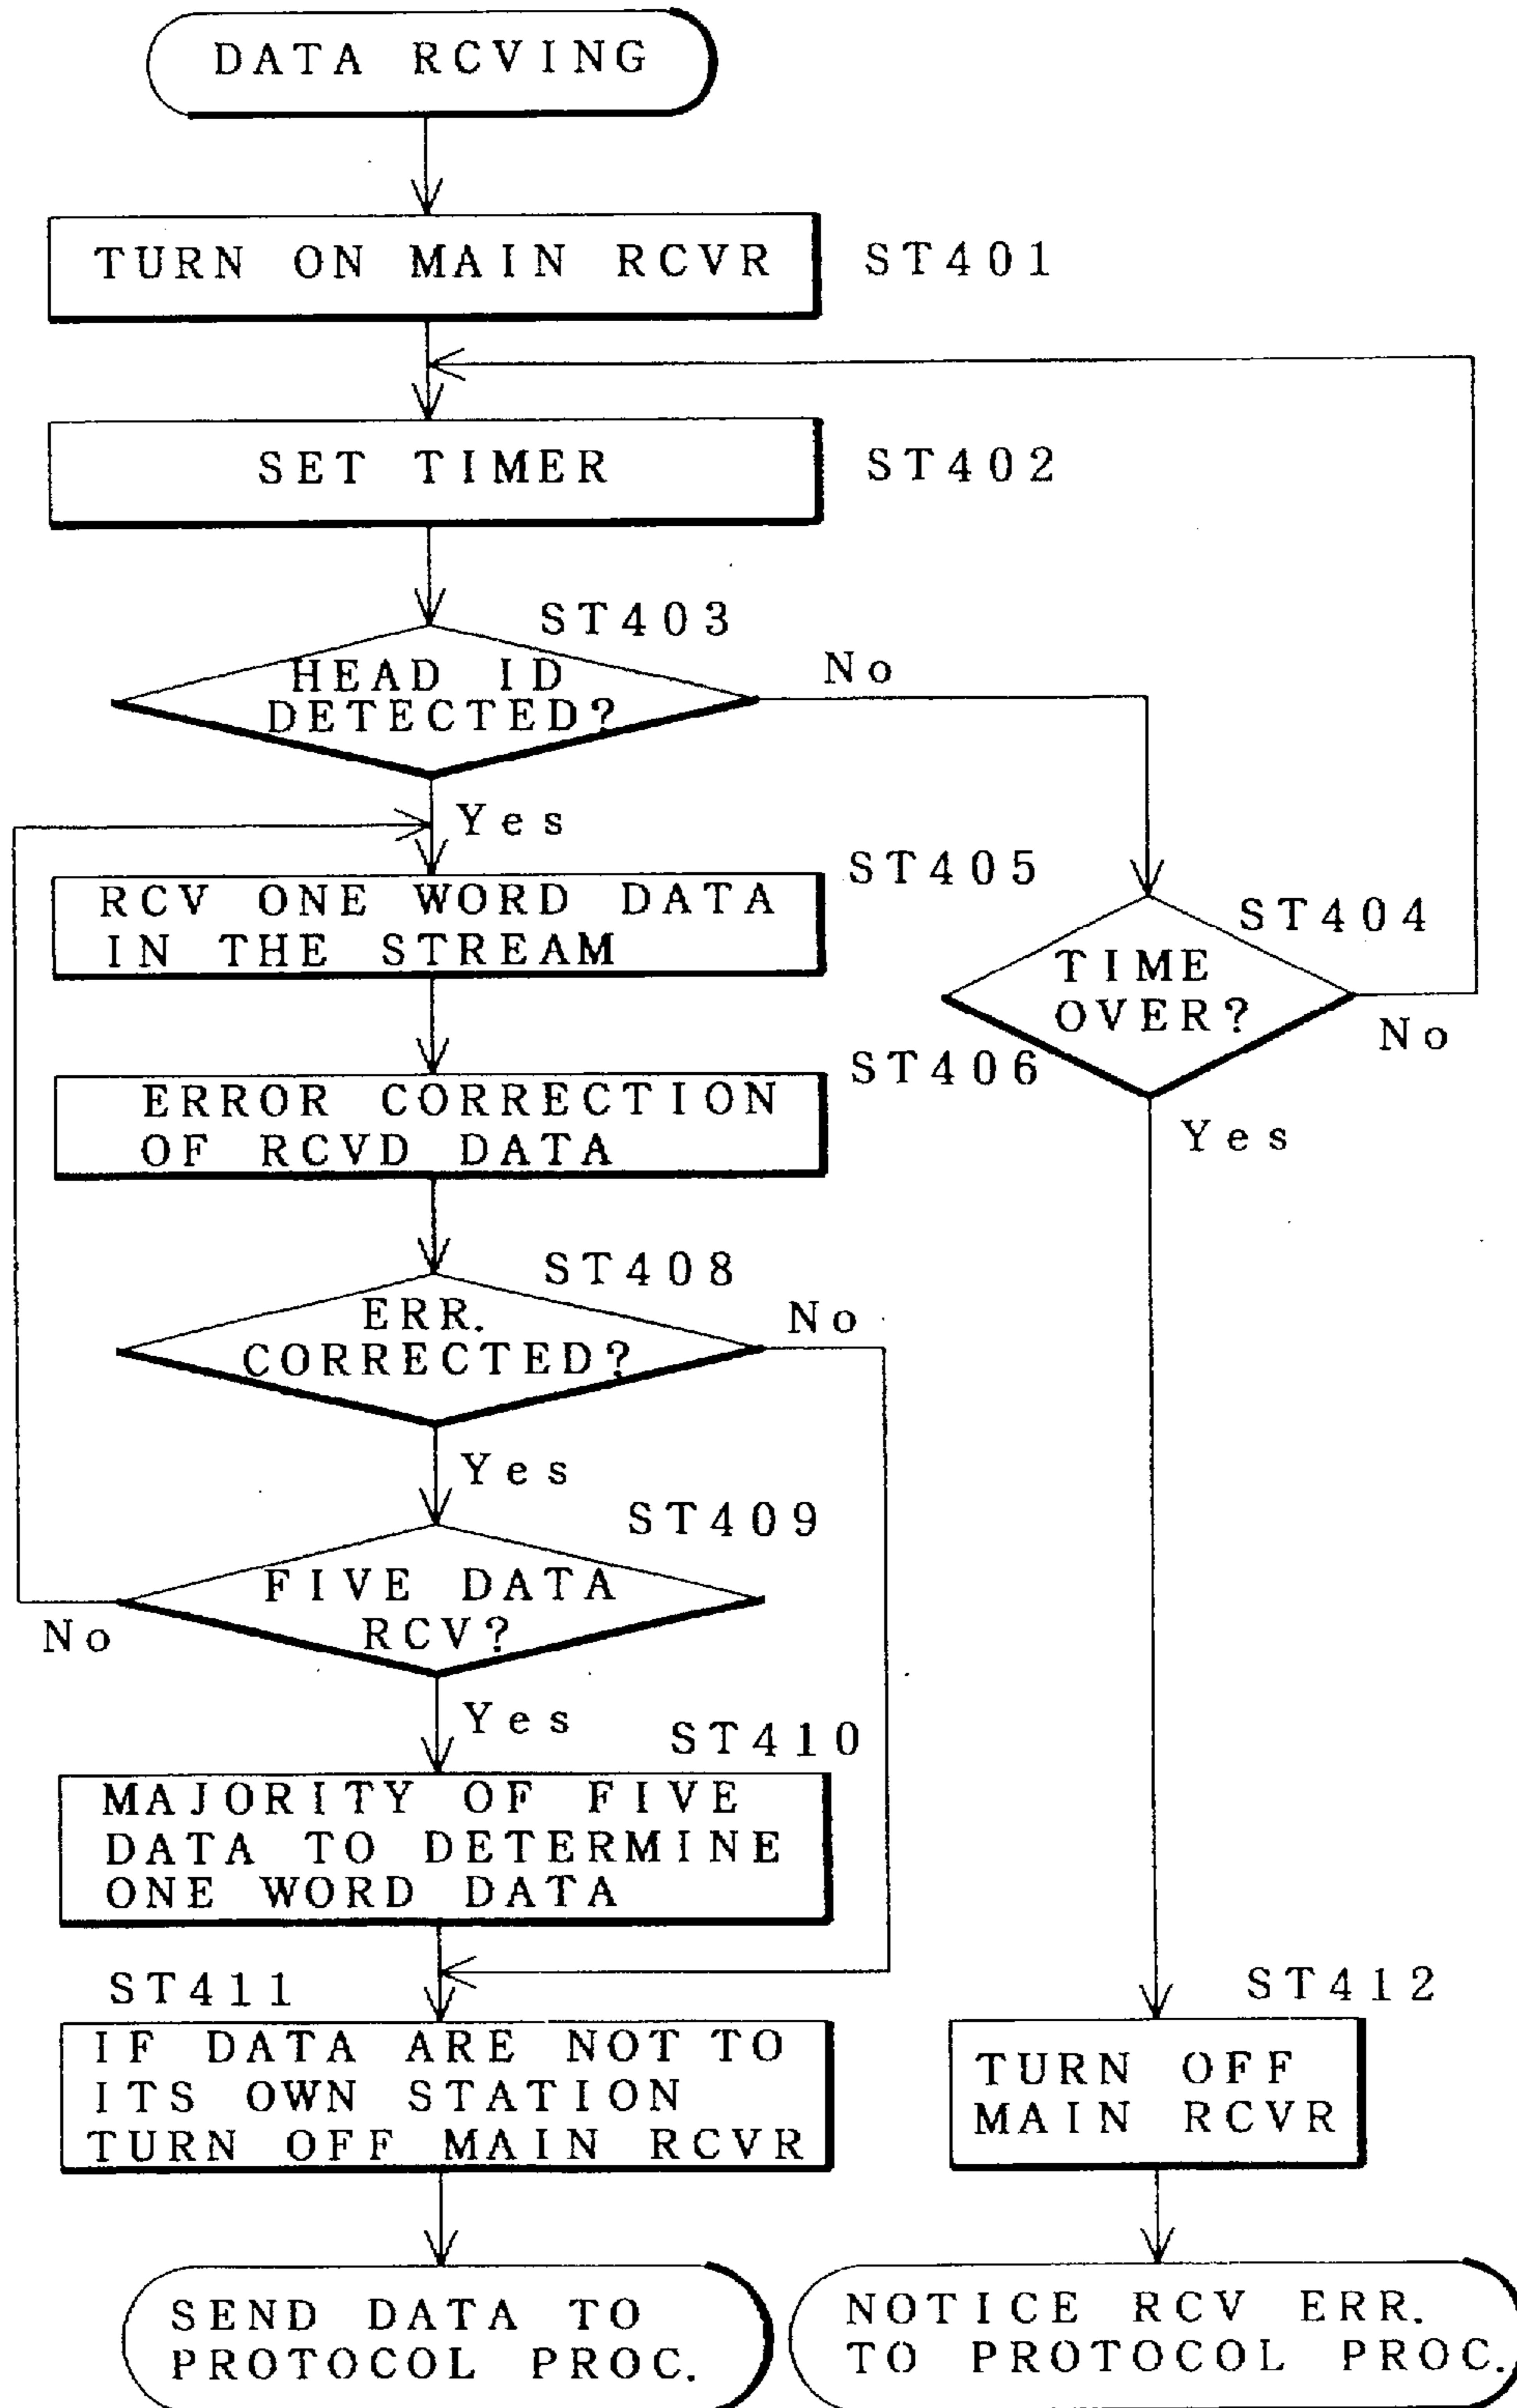 DATA RCVING
TURN ON MAIN RCVR
ST401
SET TIMER
ST402
ST403
HEAD ID
DETECTED?
No
Yes
RCV ONE WORD DATA
IN THE STREAM
ST405
ST404
TIME
OVER?
No
Yes
ERROR CORRECTION
OF RCVD DATA
ST406
ST408
ERR.
CORRECTED?
No
Yes
ST409
FIVE DATA
RCV?
No
Yes
ST410
MAJORITY OF FIVE
DATA TO DETERMINE
ONE WORD DATA
ST411
IF DATA ARE NOT TO
ITS OWN STATION
TURN OFF MAIN RCVR
ST412
TURN OFF
MAIN RCVR
SEND DATA TO
PROTOCOL PROC.
NOTICE RCV ERR.
TO PROTOCOL PROC.